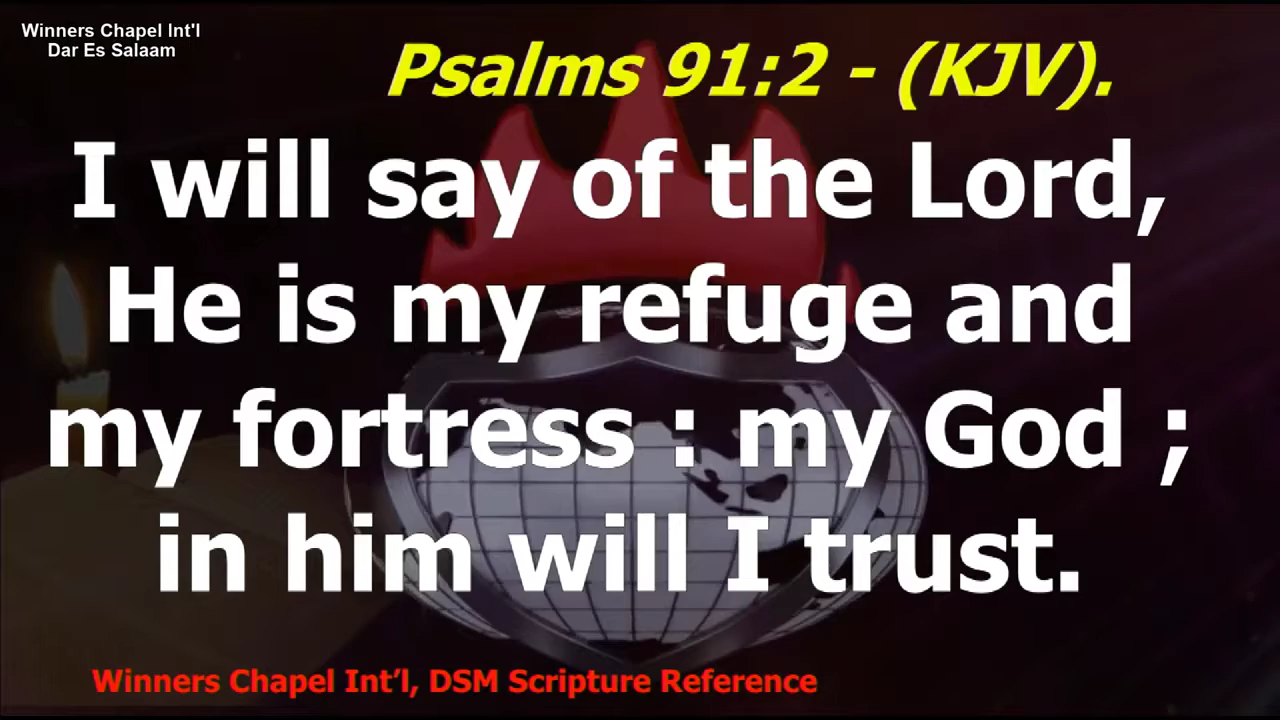 Winners Chapel Int'l
Dar Es Salaam
Psalms 91:2 - (KJV).
I will say of the Lord,
He is my refuge and
my fortress : my God ;
in him will I trust.
Winners Chapel Int’l, DSM Scripture Reference